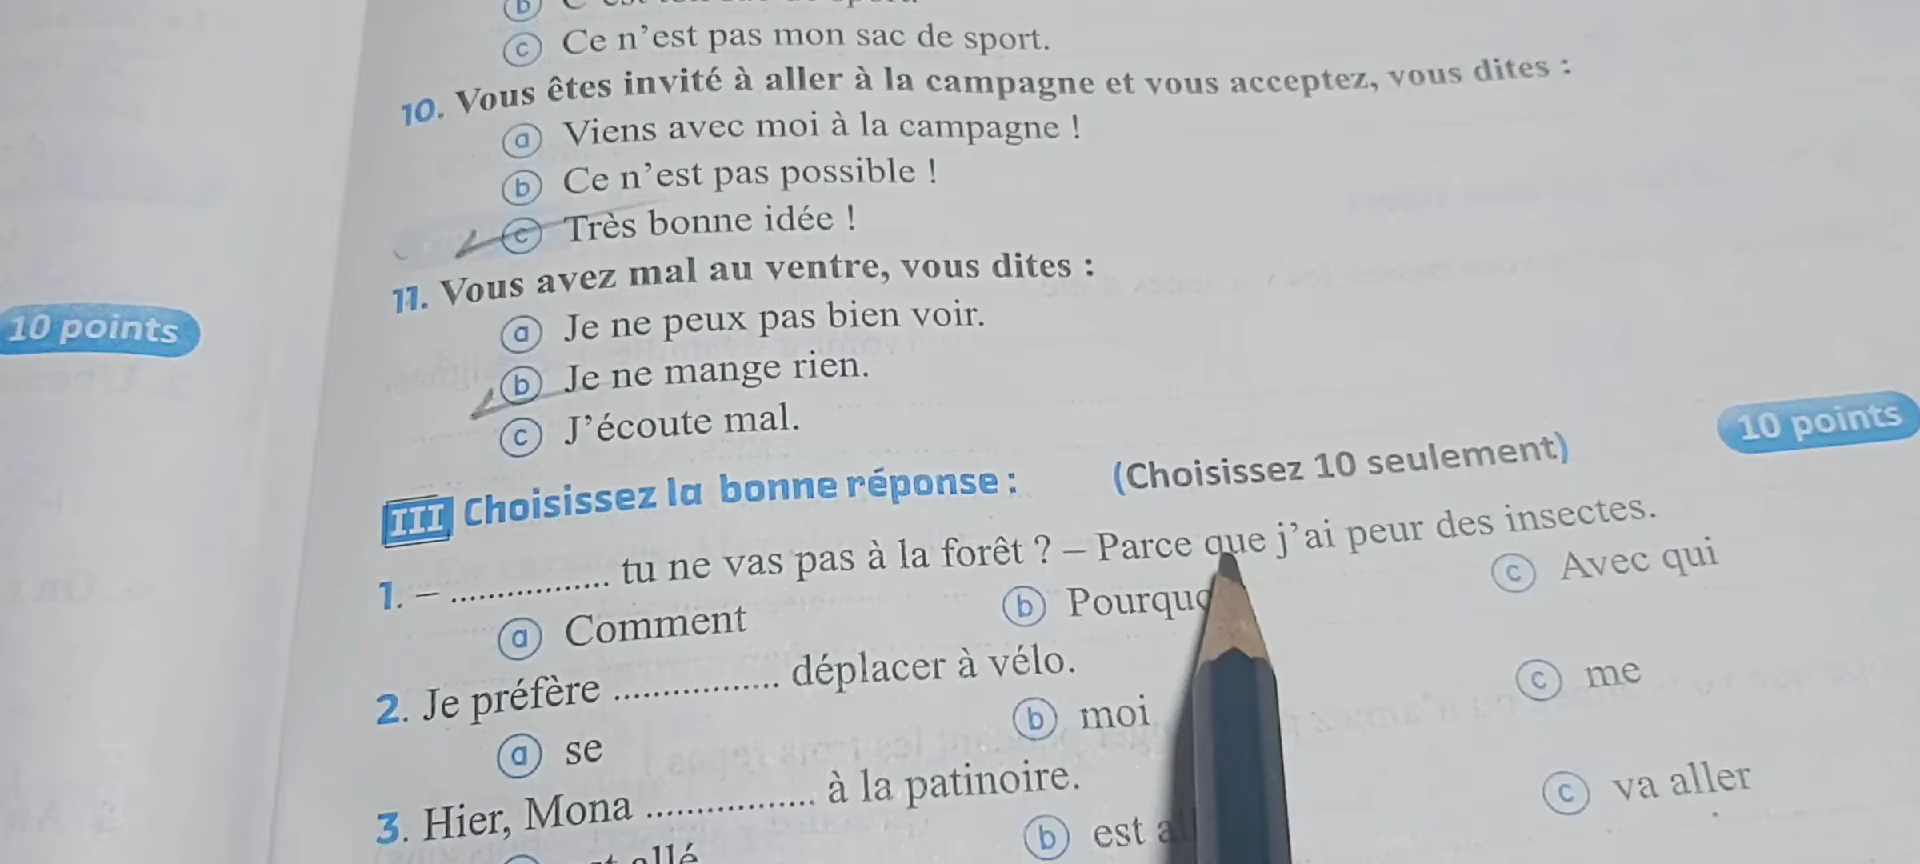 c Ce n'est pas mon sac de sport.
10. Vous êtes invité à aller à la campagne et vous acceptez, vous dites :
a Viens avec moi à la campagne !
b Ce n'est pas possible !
c Très bonne idée !
11. Vous avez mal au ventre, vous dites :
10 points
a Je ne peux pas bien voir.
b Je ne mange rien.
c J'écoute mal.
III Choisissez la bonne réponse : (Choisissez 10 seulement) 10 points
1. – ................ tu ne vas pas à la forêt ? – Parce que j'ai peur des insectes.
a Comment b Pourquo c Avec qui
2. Je préfère ................ déplacer à vélo.
a se b moi c me
3. Hier, Mona ................ à la patinoire.
b est a c va aller